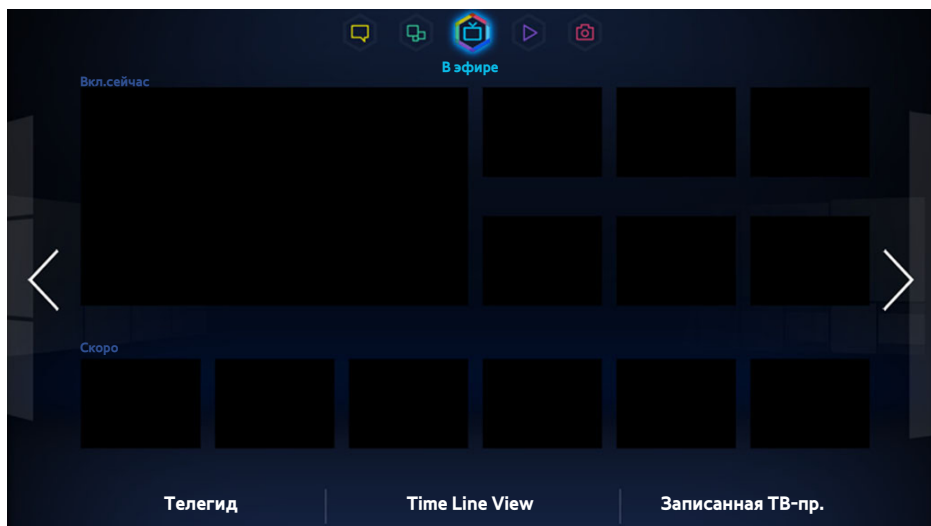 В эфире
Вкл.сейчас
Скоро
Телегид
Time Line View
Записанная ТВ-пр.